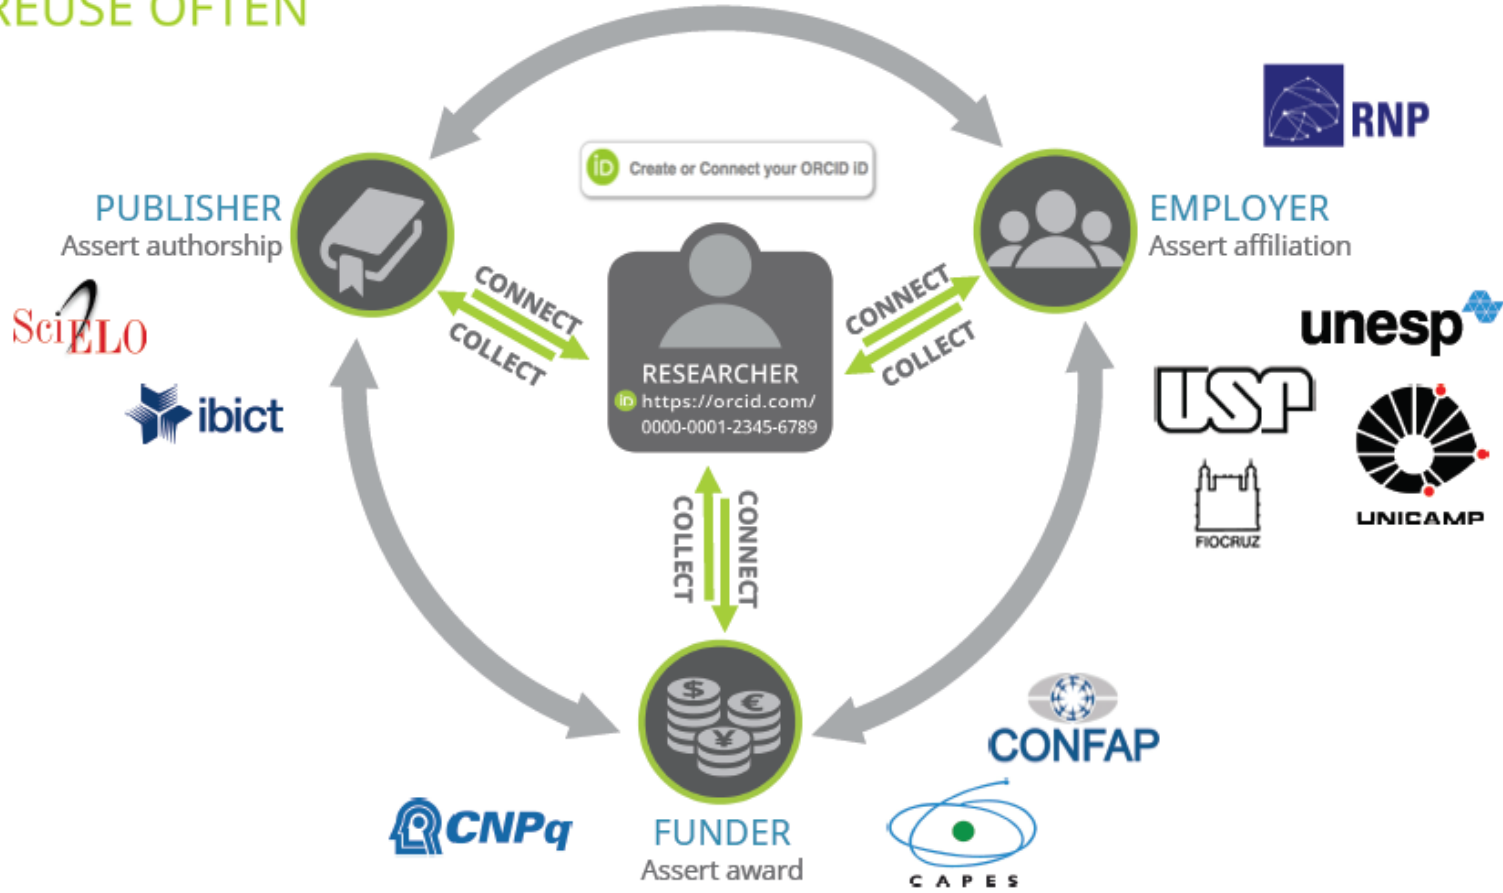 REUSE OFTEN
RNP
iD Create or Connect your ORCID iD
PUBLISHER
Assert authorship
EMPLOYER
Assert affiliation
CONNECT
COLLECT
CONNECT
COLLECT
SciELO
ibict
RESEARCHER
iD https://orcid.com/
0000-0001-2345-6789
unesp
USP
UNICAMP
FIOCRUZ
COLLECT
CONNECT
$
€
¥
CONFAP
CNPq
FUNDER
Assert award
CAPES